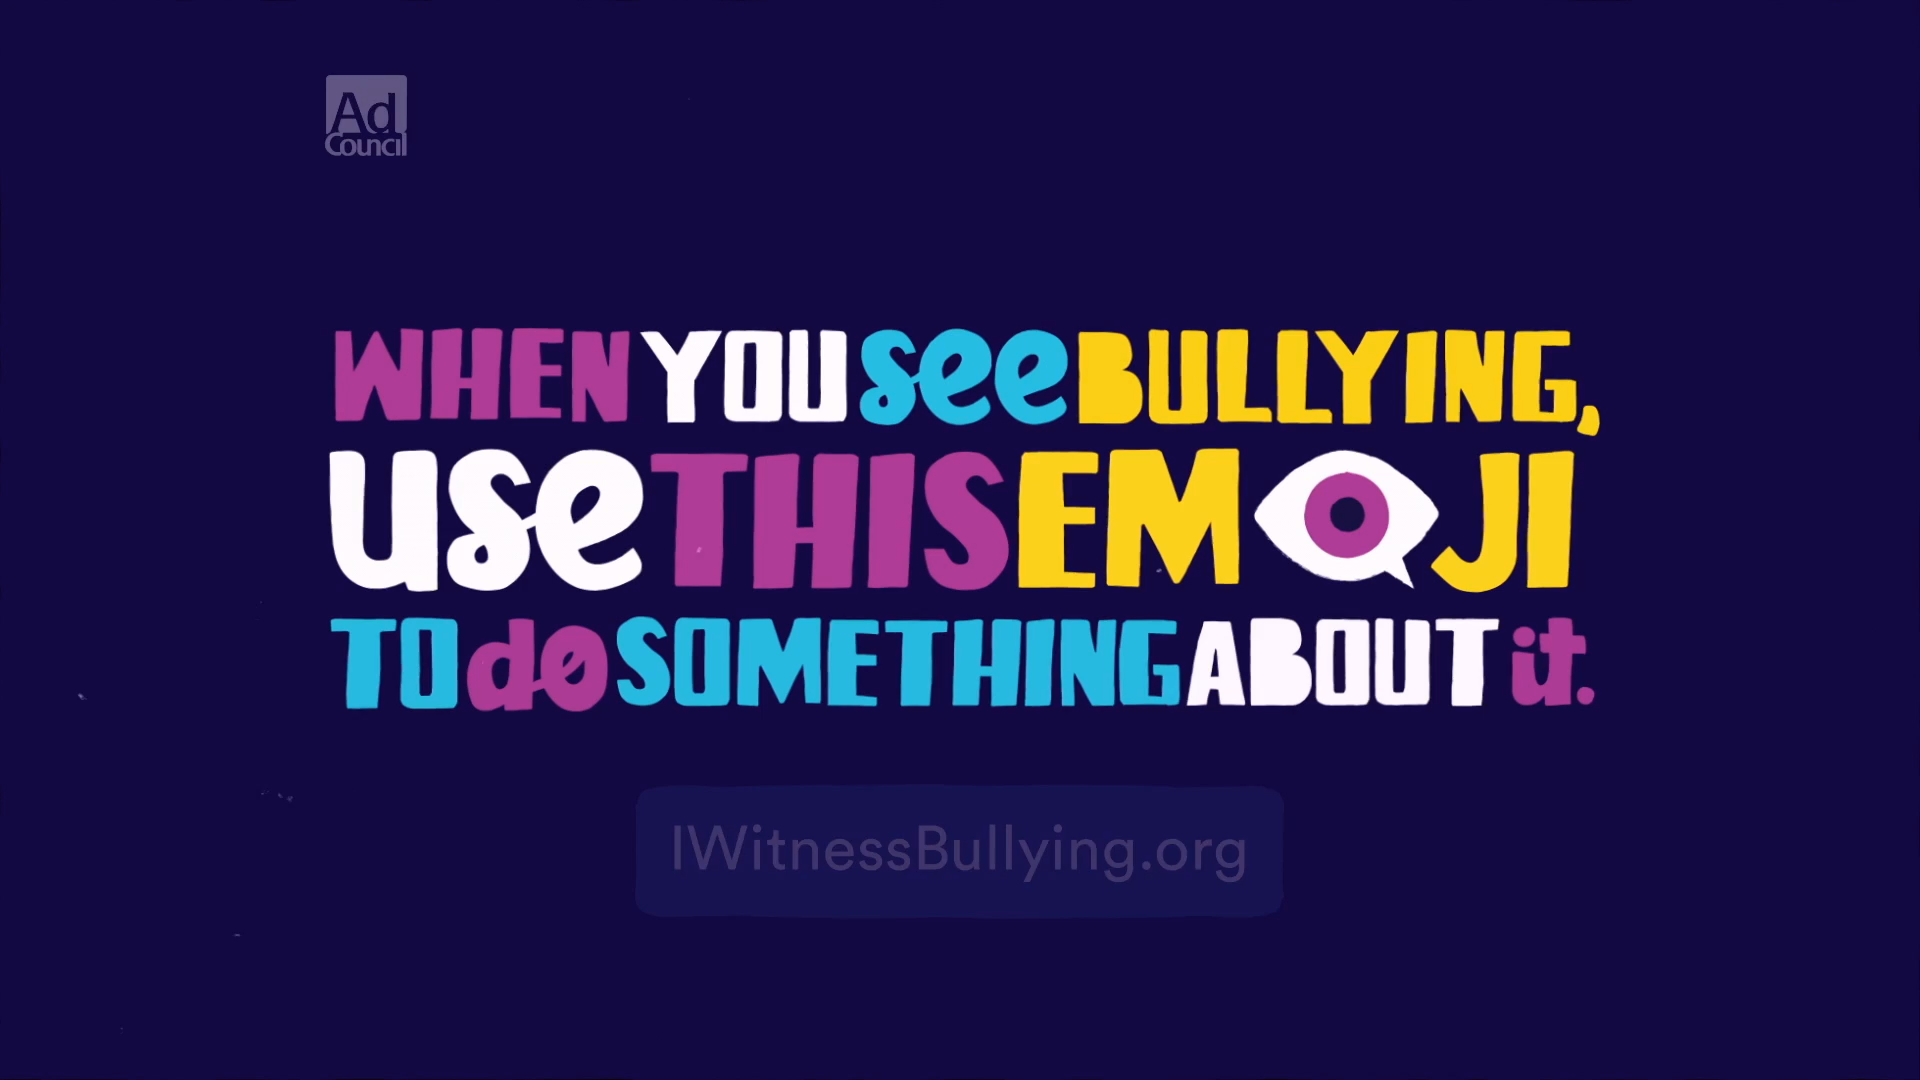 Ad
Council
WHEN YOU see BULLYING,
use THIS EMOJI
TO do SOMETHING ABOUT it.
IWitnessBullying.org